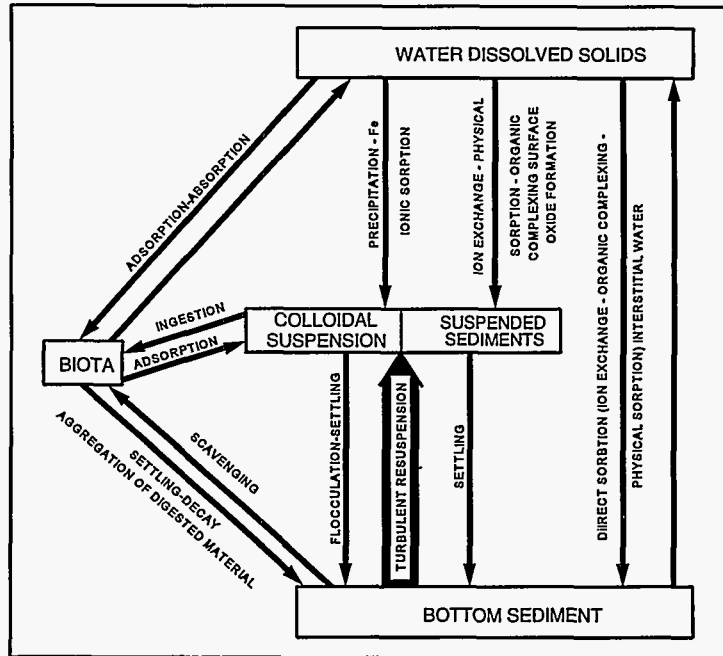 WATER DISSOLVED SOLIDS
ADSORPTION-ABSORPTION
PRECIPITATION - Fe
IONIC SORPTION
ION EXCHANGE - PHYSICAL
SORPTION - ORGANIC
COMPLEXING SURFACE
OXIDE FORMATION
DIIRECT SORBTION (ION EXCHANGE - ORGANIC COMPLEXING -
PHYSICAL SORPTION) INTERSTITIAL WATER
INGESTION
COLLOIDAL
SUSPENSION
SUSPENDED
SEDIMENTS
BIOTA
ADSORPTION
SCAVENGING
SETTLING-DECAY
AGGREGATION OF DIGESTED MATERIAL
FLOCCULATION-SETTLING
TURBULENT RESUSPENSION
SETTLING
BOTTOM SEDIMENT